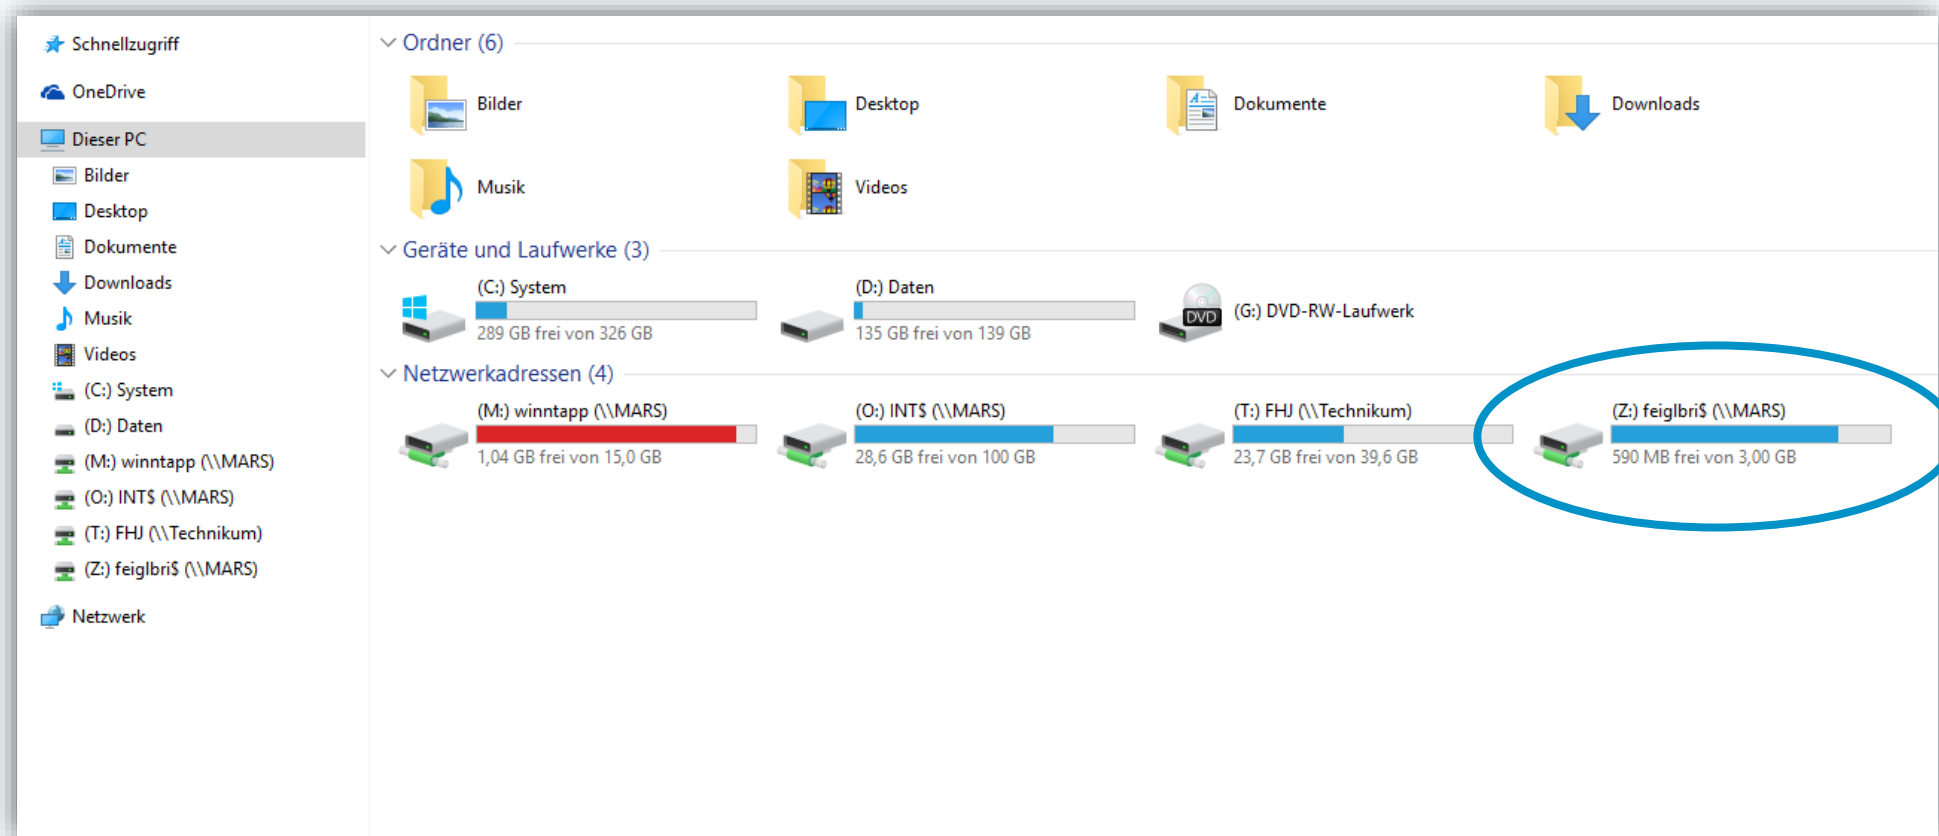 Schnellzugriff
OneDrive
Dieser PC
Bilder
Desktop
Dokumente
Downloads
Musik
Videos
(C:) System
(D:) Daten
(M:) winntapp (\\MARS)
(O:) INT$ (\\MARS)
(T:) FHJ (\\Technikum)
(Z:) feiglbri$ (\\MARS)
Netzwerk
Ordner (6)
Bilder
Desktop
Dokumente
Downloads
Musik
Videos
Geräte und Laufwerke (3)
(C:) System
289 GB frei von 326 GB
(D:) Daten
135 GB frei von 139 GB
DVD
(G:) DVD-RW-Laufwerk
Netzwerkadressen (4)
(M:) winntapp (\\MARS)
1,04 GB frei von 15,0 GB
(O:) INT$ (\\MARS)
28,6 GB frei von 100 GB
(T:) FHJ (\\Technikum)
23,7 GB frei von 39,6 GB
(Z:) feiglbri$ (\\MARS)
590 MB frei von 3,00 GB